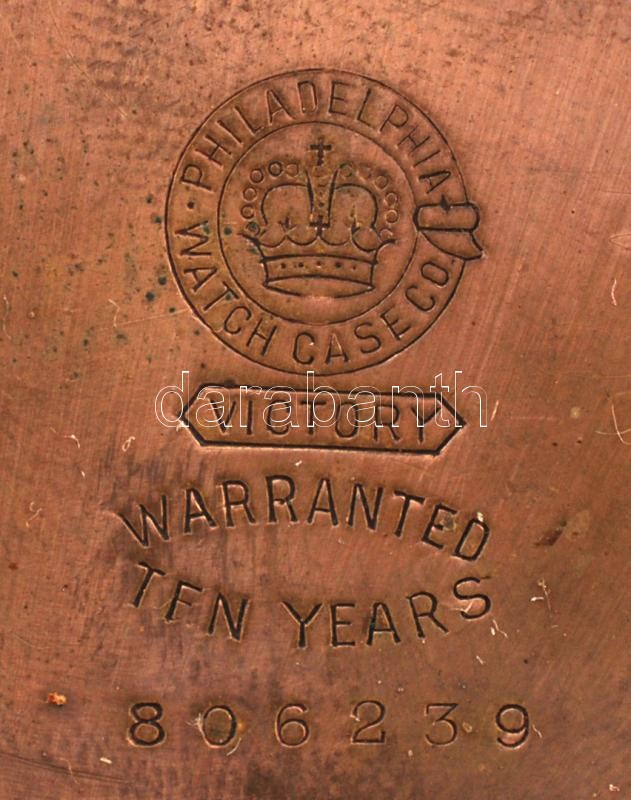 PHILADELPHIA
WATCH CASE CO.
VICTORY
darabanth
WARRANTED
TEN YEARS
806239